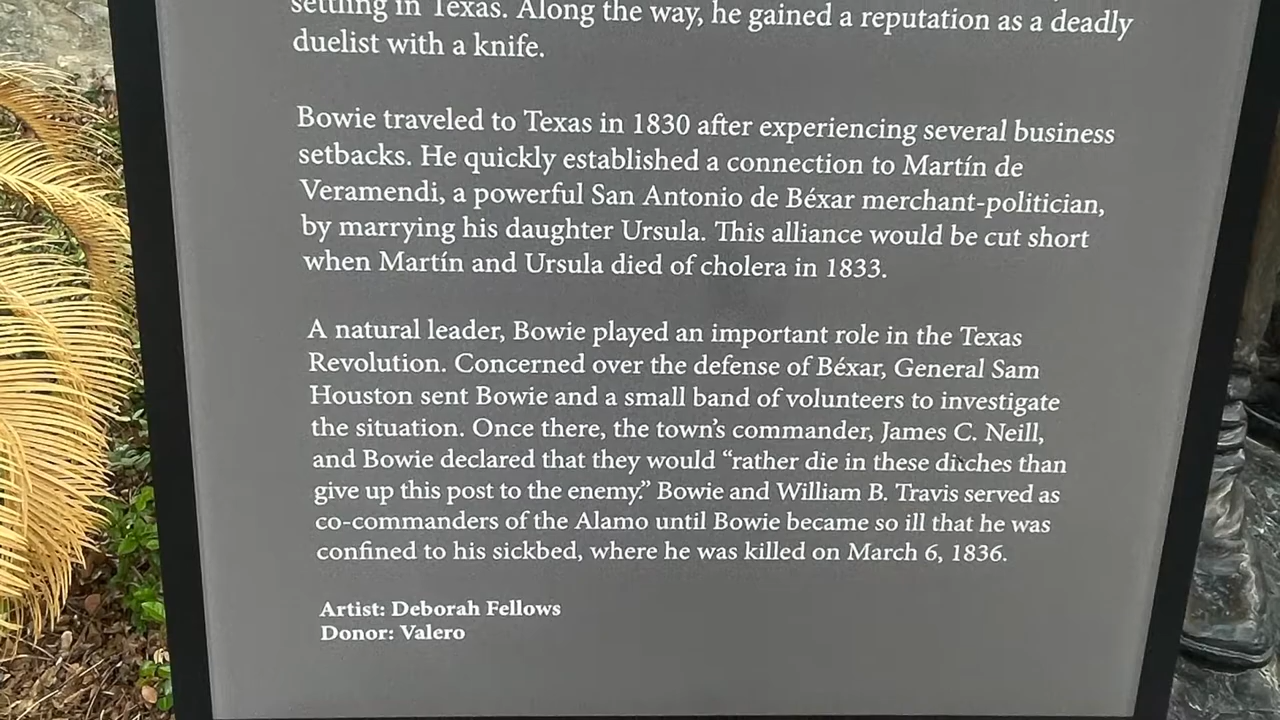 settling in Texas. Along the way, he gained a reputation as a deadly
duelist with a knife.
Bowie traveled to Texas in 1830 after experiencing several business
setbacks. He quickly established a connection to Martín de
Veramendi, a powerful San Antonio de Béxar merchant-politician,
by marrying his daughter Ursula. This alliance would be cut short
when Martín and Ursula died of cholera in 1833.
A natural leader, Bowie played an important role in the Texas
Revolution. Concerned over the defense of Béxar, General Sam
Houston sent Bowie and a small band of volunteers to investigate
the situation. Once there, the town’s commander, James C. Neill,
and Bowie declared that they would “rather die in these ditches than
give up this post to the enemy.” Bowie and William B. Travis served as
co-commanders of the Alamo until Bowie became so ill that he was
confined to his sickbed, where he was killed on March 6, 1836.
Artist: Deborah Fellows
Donor: Valero